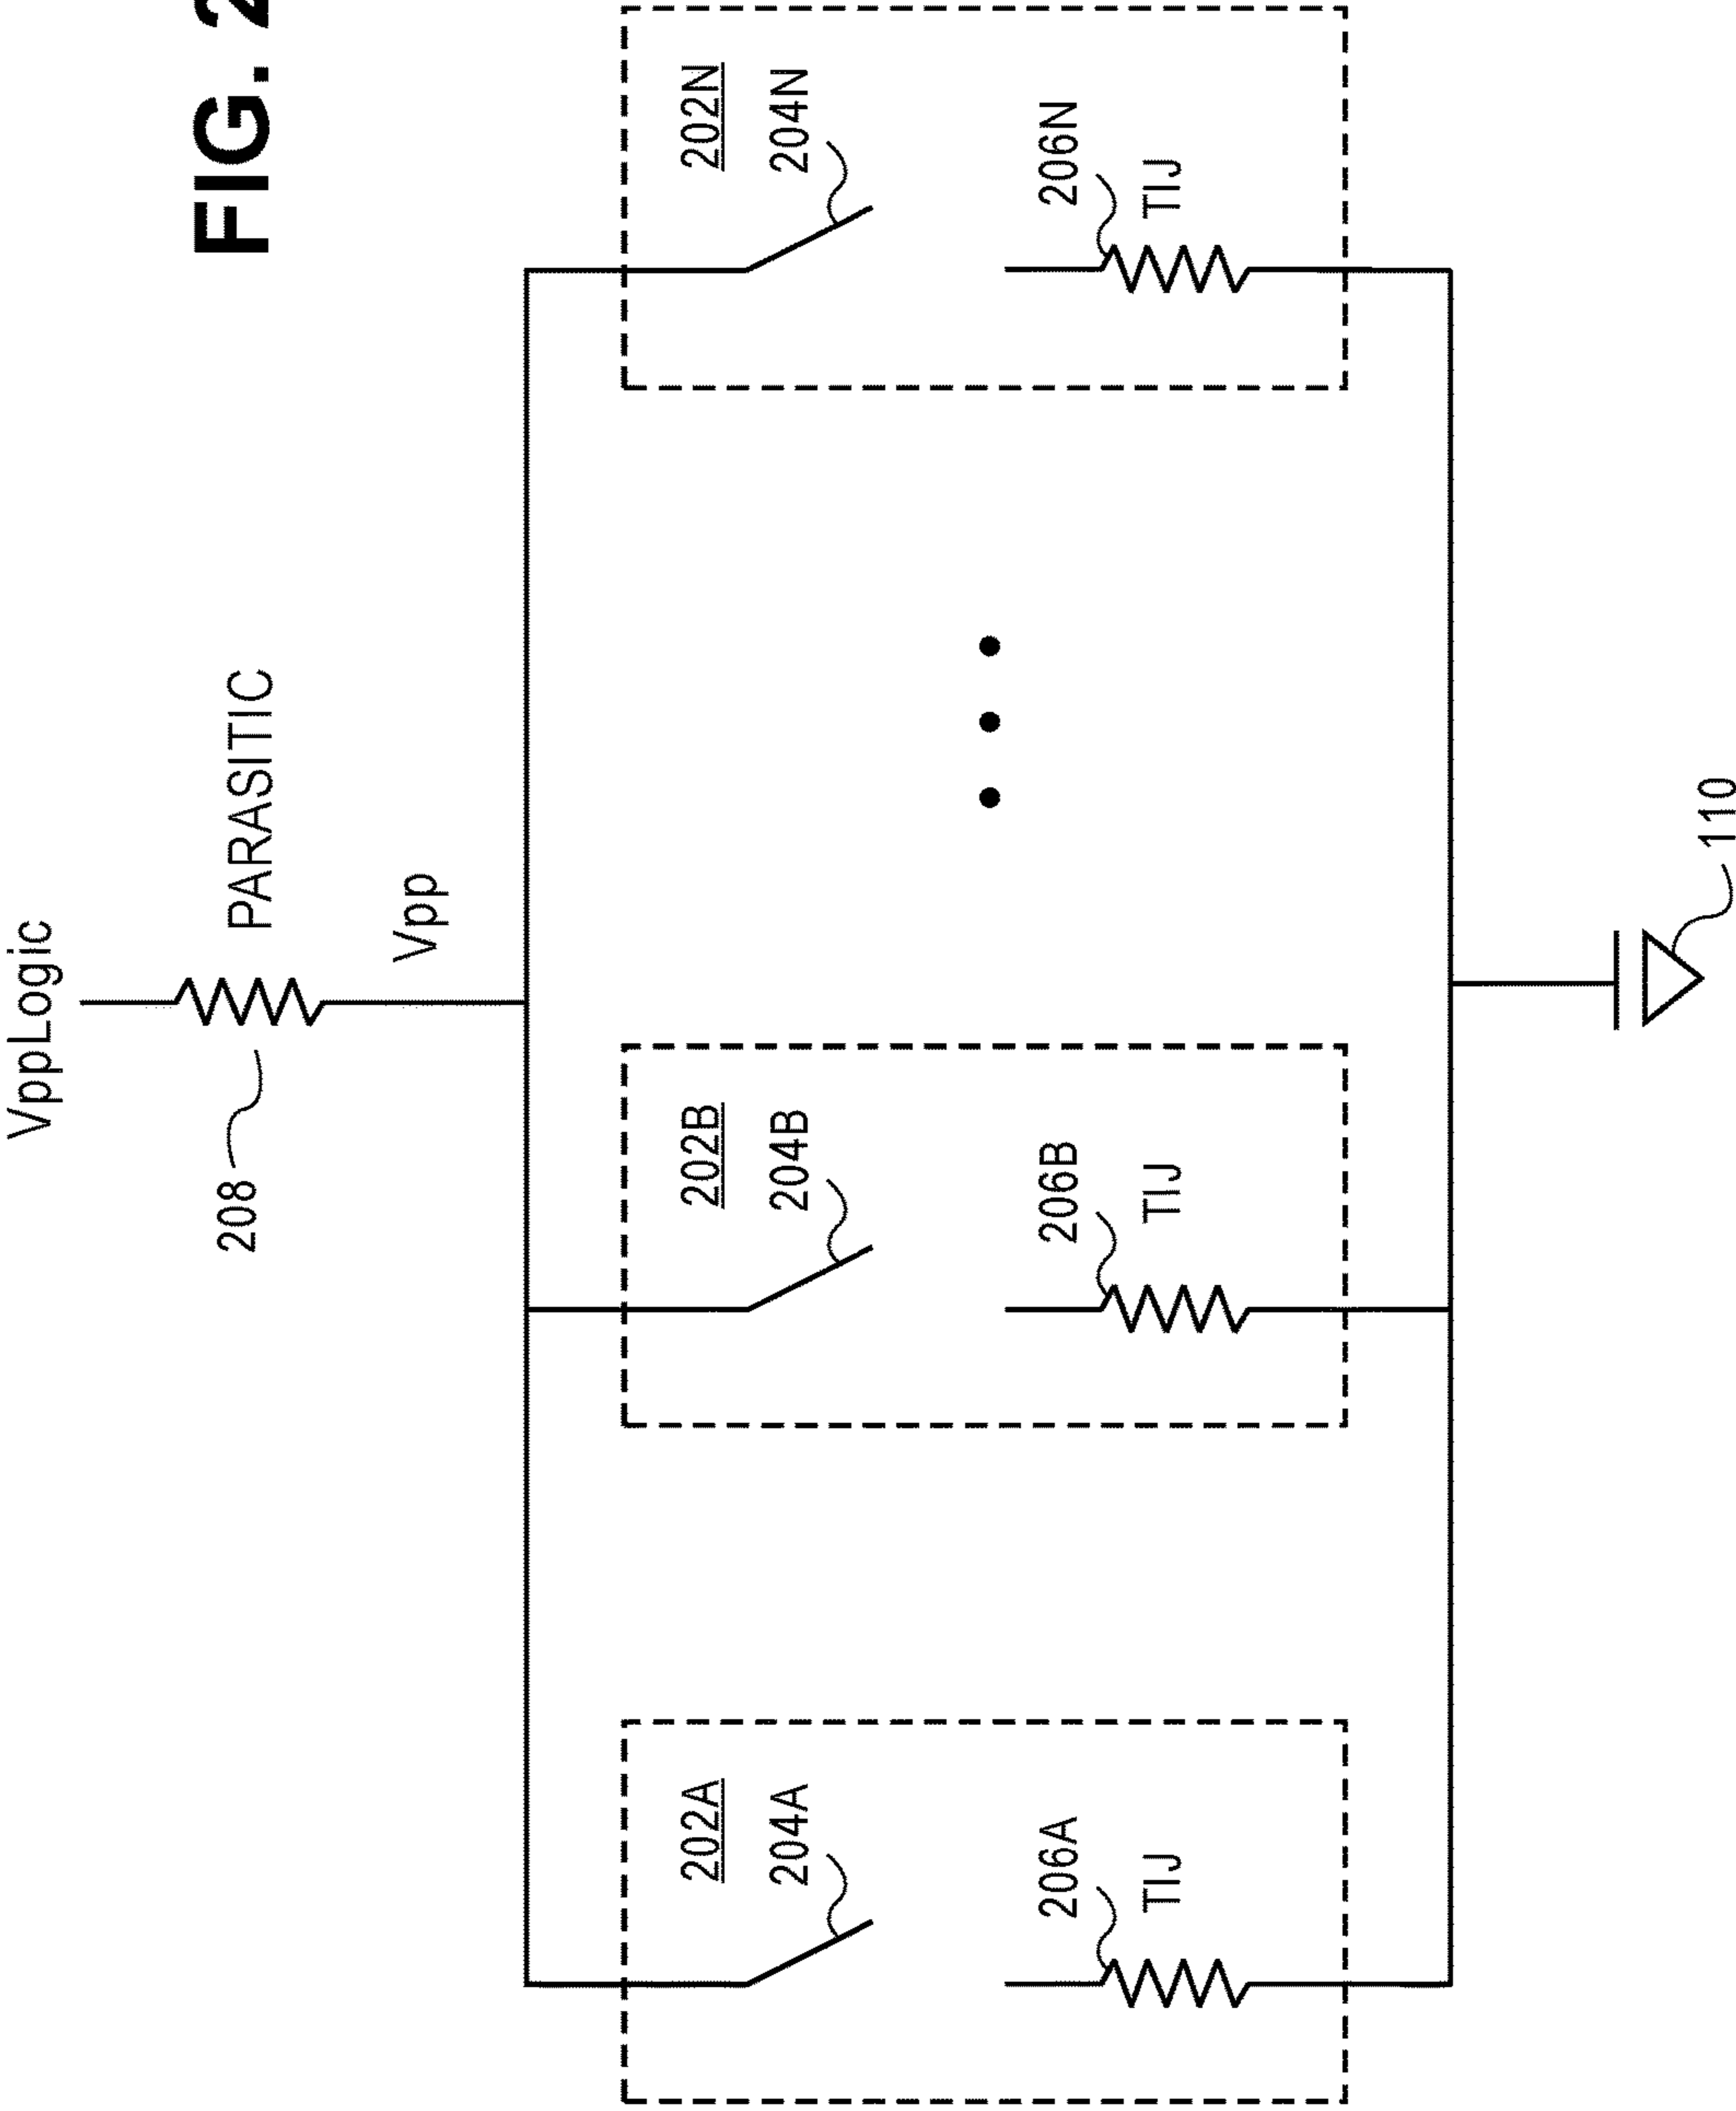 FIG. 2
VppLogic
208
PARASITIC
Vpp
202A
204A
206A
TIJ
202B
204B
206B
TIJ
202N
204N
206N
TIJ
110